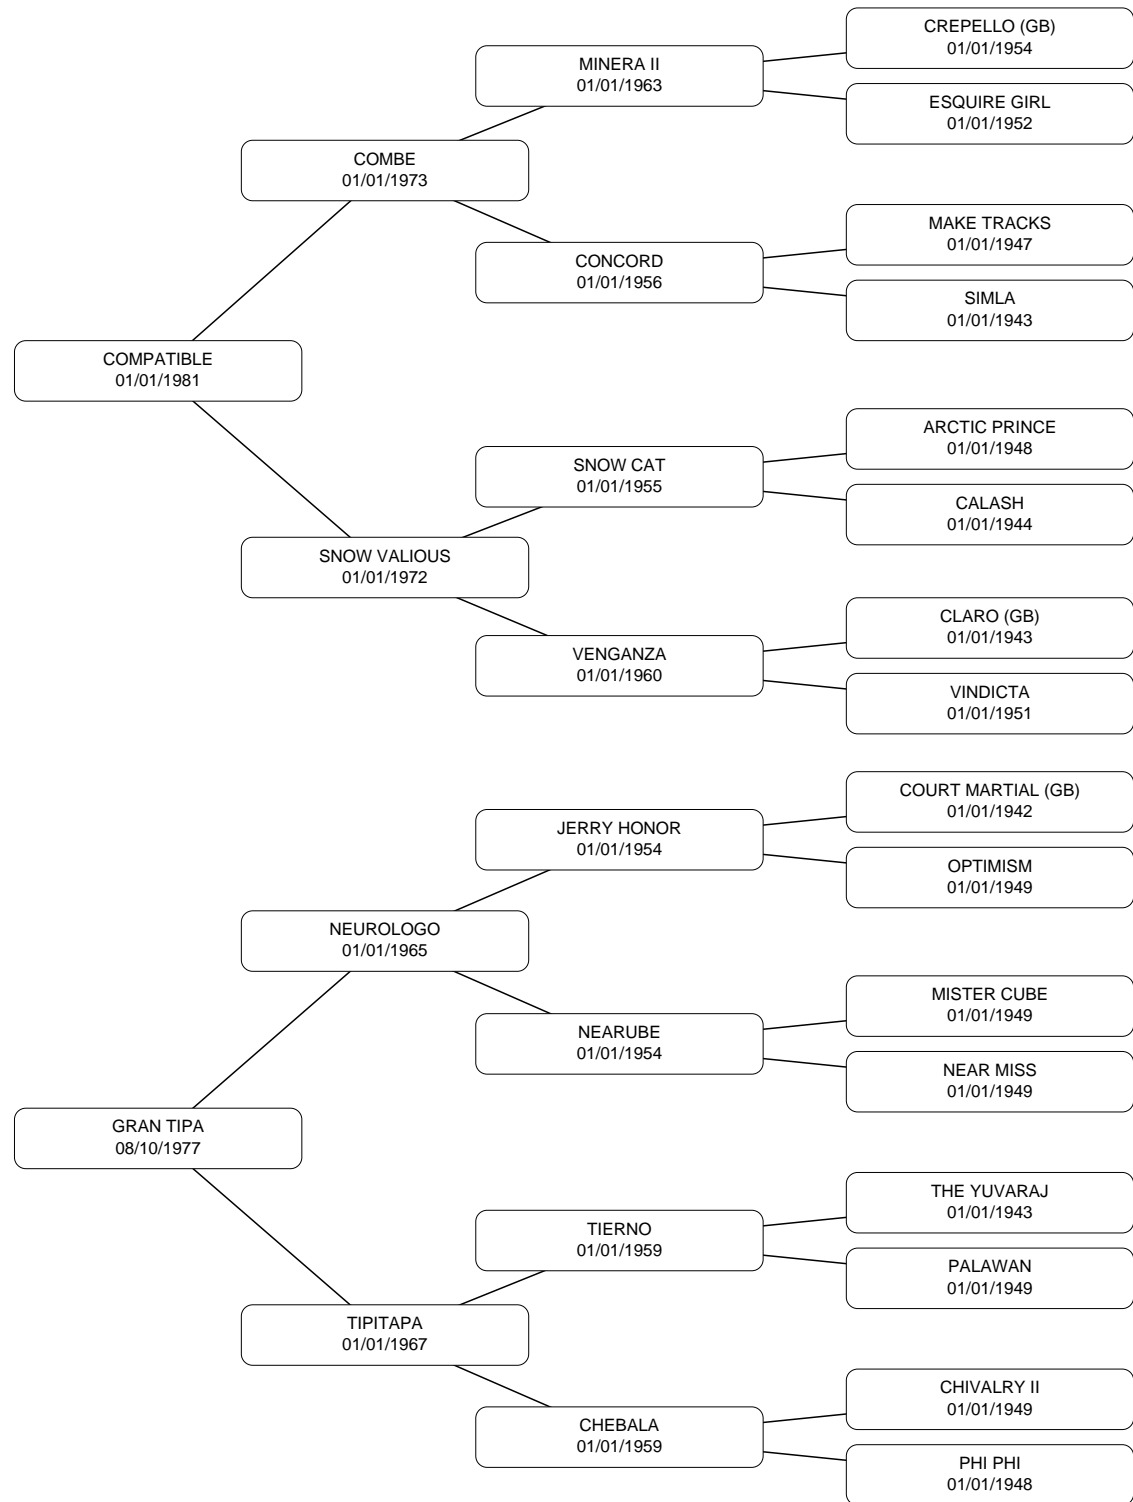 CREPELLO (GB)
01/01/1954
MINERA II
01/01/1963
ESQUIRE GIRL
01/01/1952
COMBE
01/01/1973
MAKE TRACKS
01/01/1947
CONCORD
01/01/1956
SIMLA
01/01/1943
COMPATIBLE
01/01/1981
ARCTIC PRINCE
01/01/1948
SNOW CAT
01/01/1955
CALASH
01/01/1944
SNOW VALIOUS
01/01/1972
CLARO (GB)
01/01/1943
VENGANZA
01/01/1960
VINDICTA
01/01/1951
COURT MARTIAL (GB)
01/01/1942
JERRY HONOR
01/01/1954
OPTIMISM
01/01/1949
NEUROLOGO
01/01/1965
MISTER CUBE
01/01/1949
NEARUBE
01/01/1954
NEAR MISS
01/01/1949
GRAN TIPA
08/10/1977
THE YUVARAJ
01/01/1943
TIERNO
01/01/1959
PALAWAN
01/01/1949
TIPITAPA
01/01/1967
CHIVALRY II
01/01/1949
CHEBALA
01/01/1959
PHI PHI
01/01/1948